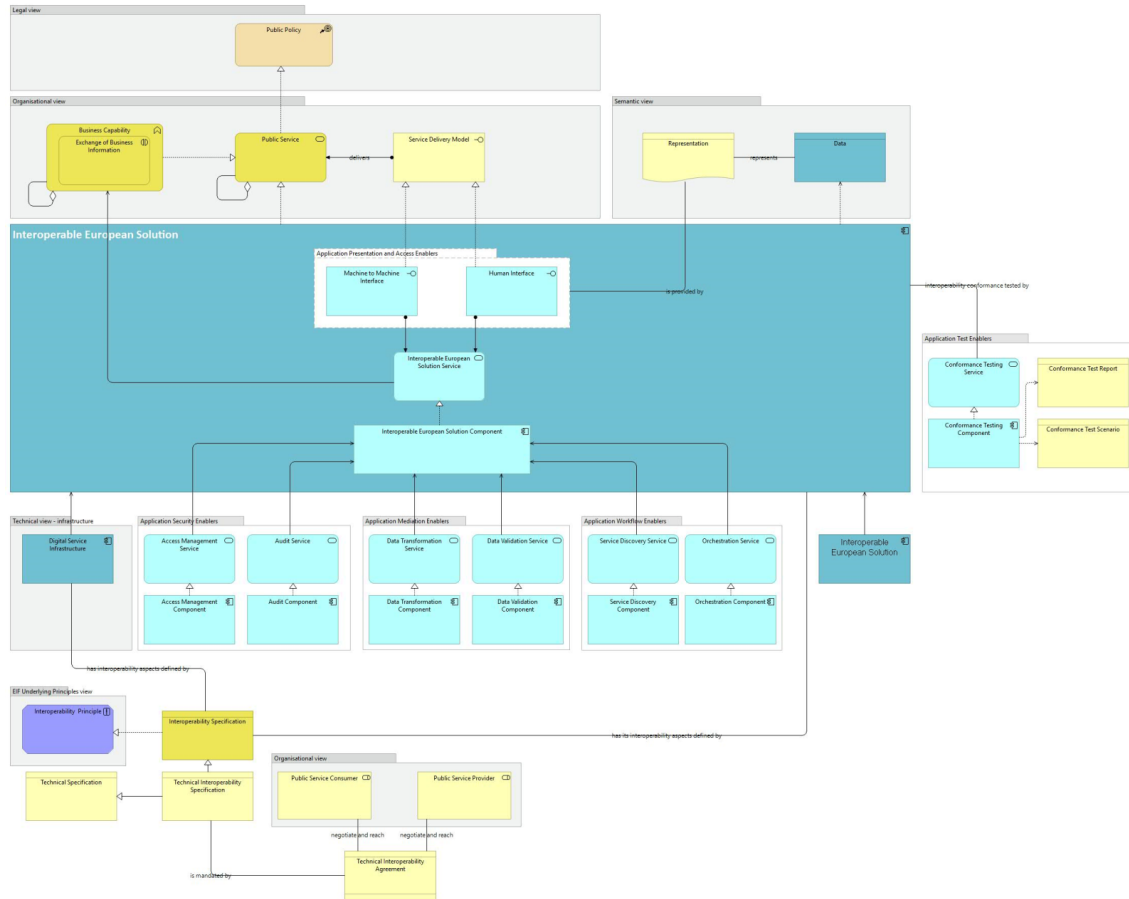 Legal view
Public Policy
Organisational view
Business Capability
Exchange of Business
Information
Public Service
delivers
Service Delivery Model
Semantic view
Representation
represents
Data
Interoperable European Solution
Application Presentation and Access Enablers
Machine to Machine
Interface
Human Interface
is provided by
interoperability conformance tested by
Interoperable European
Solution Service
Interoperable European Solution Component
Application Test Enablers
Conformance Testing
Service
Conformance Test Report
Conformance Testing
Component
Conformance Test Scenario
Technical view - infrastructure
Digital Service
Infrastructure
Application Security Enablers
Access Management
Service
Audit Service
Access Management
Component
Audit Component
Application Mediation Enablers
Data Transformation
Service
Data Validation Service
Data Transformation
Component
Data Validation Component
Application Workflow Enablers
Service Discovery Service
Orchestration Service
Service Discovery
Component
Orchestration Component
Interoperable
European Solution
has interoperability aspects defined by
EIF Underlying Principles view
Interoperability Principle
Interoperability Specification
has its interoperability aspects defined by
Technical Specification
Technical Interoperability
Specification
Organisational view
Public Service Consumer
Public Service Provider
negotiate and reach
negotiate and reach
Technical Interoperability
Agreement
is mandated by